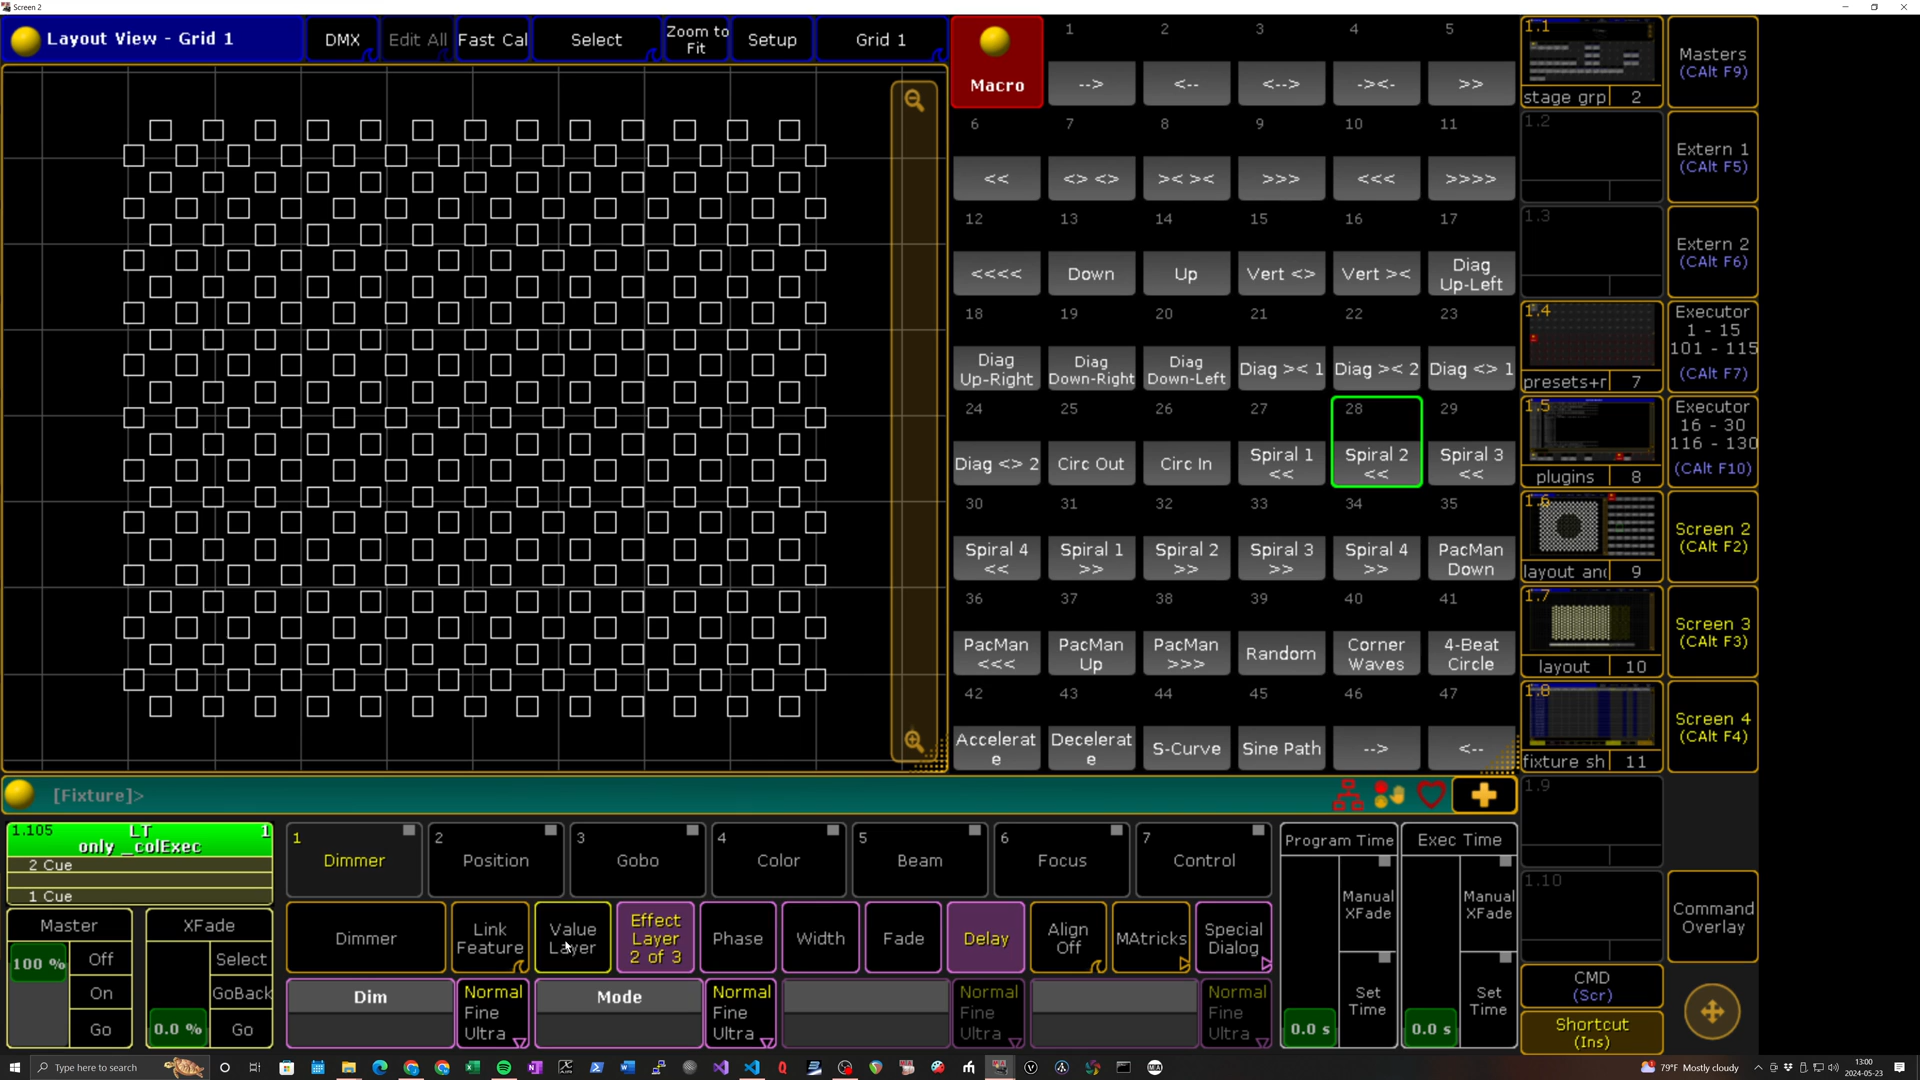 Screen 2
Layout View - Grid 1
DMX
Edit All
Fast Cal
Select
Zoom to
Fit
Setup
Grid 1
Macro
1
-->
2
<--
3
<-->
4
-><-
5
>>
6
<<
7
<> <>
8
>< ><
9
>>>
10
<<<
11
>>>>
12
<<<<
13
Down
14
Up
15
Vert <>
16
Vert ><
17
Diag
Up-Left
18
Diag
Up-Right
19
Diag
Down-Right
20
Diag
Down-Left
21
Diag >< 1
22
Diag >< 2
23
Diag <> 1
24
Diag <> 2
25
Circ Out
26
Circ In
27
Spiral 1
<<
28
Spiral 2
<<
29
Spiral 3
<<
30
Spiral 4
<<
31
Spiral 1
>>
32
Spiral 2
>>
33
Spiral 3
>>
34
Spiral 4
>>
35
PacMan
Down
36
PacMan
<<<
37
PacMan
Up
38
PacMan
>>>
39
Random
40
Corner
Waves
41
4-Beat
Circle
42
Accelerat
e
43
Decelerat
e
44
S-Curve
45
Sine Path
46
-->
47
<--
1.1
stage grp 2
1.2
1.3
1.4
presets+r 7
1.5
plugins 8
1.6
layout and 9
1.7
layout 10
1.8
fixture sh 11
1.9
1.10
CMD
(Scr)
Shortcut
(Ins)
Masters
(CAlt F9)
Extern 1
(CAlt F5)
Extern 2
(CAlt F6)
Executor
1 - 15
101 - 115
(CAlt F7)
Executor
16 - 30
116 - 130
(CAlt F10)
Screen 2
(CAlt F2)
Screen 3
(CAlt F3)
Screen 4
(CAlt F4)
Command
Overlay
[Fixture]>
1.105 LT 1
only _colExec
2 Cue
1 Cue
Master
100 %
Off
On
Go
XFade
0.0 %
Select
GoBack
Go
1
Dimmer
2
Position
3
Gobo
4
Color
5
Beam
6
Focus
7
Control
Dimmer
Link
Feature
Value
Layer
Effect
Layer
2 of 3
Phase
Width
Fade
Delay
Align
Off
MAtricks
Special
Dialog
Dim
Normal
Fine
Ultra
Mode
Normal
Fine
Ultra
Normal
Fine
Ultra
Normal
Fine
Ultra
Program Time
Manual
XFade
Set
Time
0.0 s
Exec Time
Manual
XFade
Set
Time
0.0 s
Type here to search
79°F Mostly cloudy
13:00
2024-05-23